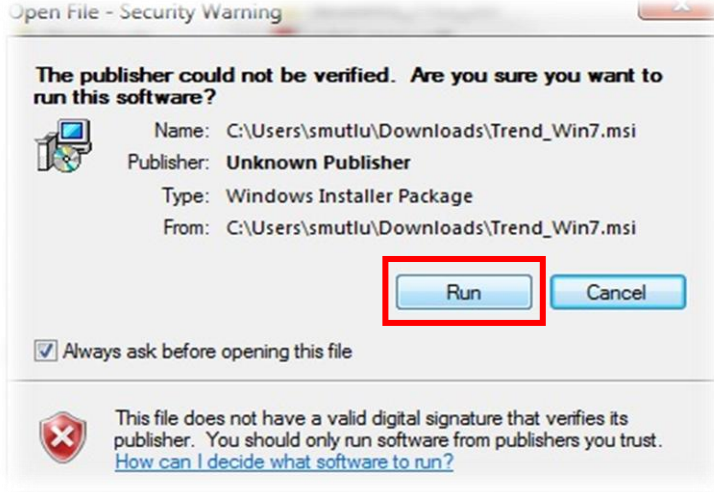 Open File - Security Warning
The publisher could not be verified. Are you sure you want to
run this software?
Name: C:\Users\smutlu\Downloads\Trend_Win7.msi
Publisher: Unknown Publisher
Type: Windows Installer Package
From: C:\Users\smutlu\Downloads\Trend_Win7.msi
Run Cancel
Always ask before opening this file
This file does not have a valid digital signature that verifies its
publisher. You should only run software from publishers you trust.
How can I decide what software to run?